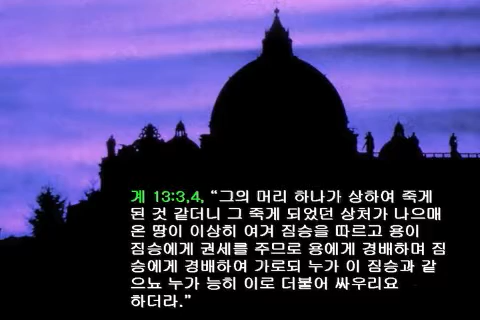 계 13:3,4, “그의 머리 하나가 상하여 죽게
된 것 같더니 그 죽게 되었던 상처가 나으매
온 땅이 이상히 여겨 짐승을 따르고 용이
짐승에게 권세를 주므로 용에게 경배하며 짐
승에게 경배하여 가로되 누가 이 짐승과 같
으뇨 누가 능히 이로 더불어 싸우리요
하더라.”